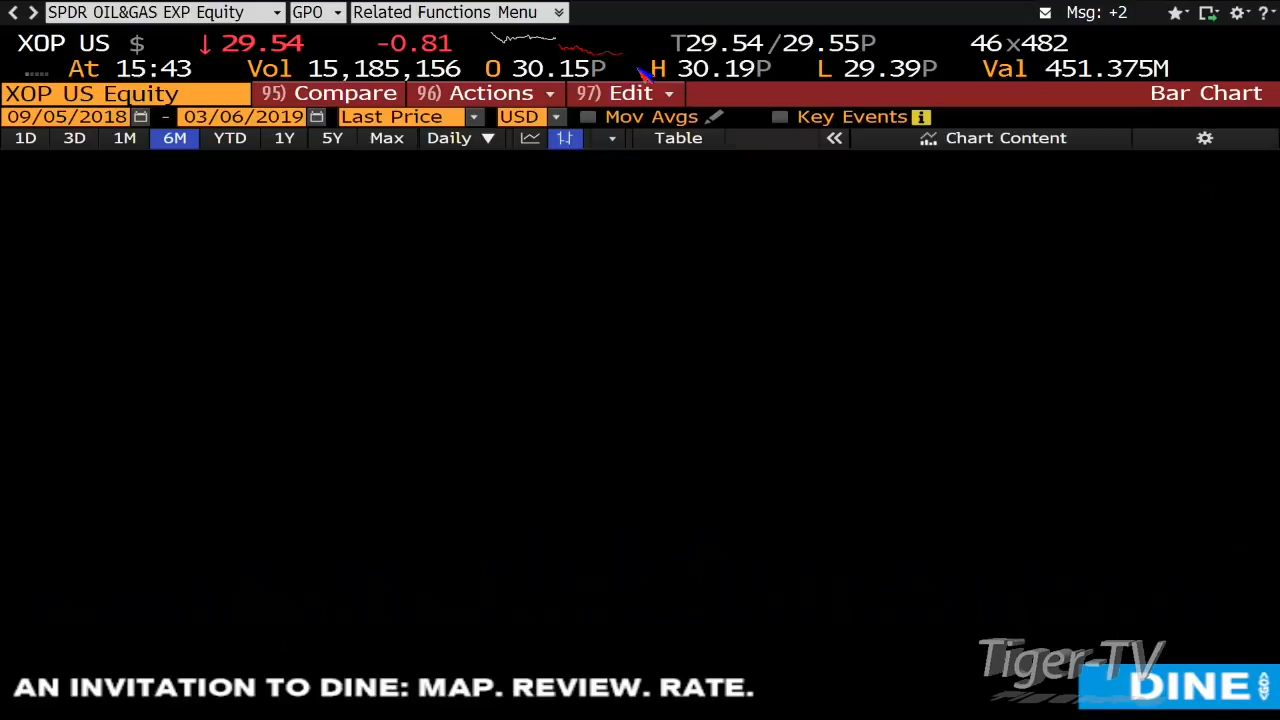 SPDR OIL&GAS EXP Equity GPO Related Functions Menu Msg: +2 ?
XOP US $ ↓29.54 -0.81 T29.54/29.55P 46x482
At 15:43 Vol 15,185,156 O 30.15P H 30.19P L 29.39P Val 451.375M
XOP US Equity 95) Compare 96) Actions 97) Edit Bar Chart
09/05/2018 - 03/06/2019 Last Price USD Mov Avgs Key Events i
1D 3D 1M 6M YTD 1Y 5Y Max Daily ▼ Table « Chart Content
Tiger-TV
AN INVITATION TO DINE: MAP. REVIEW. RATE. DINE